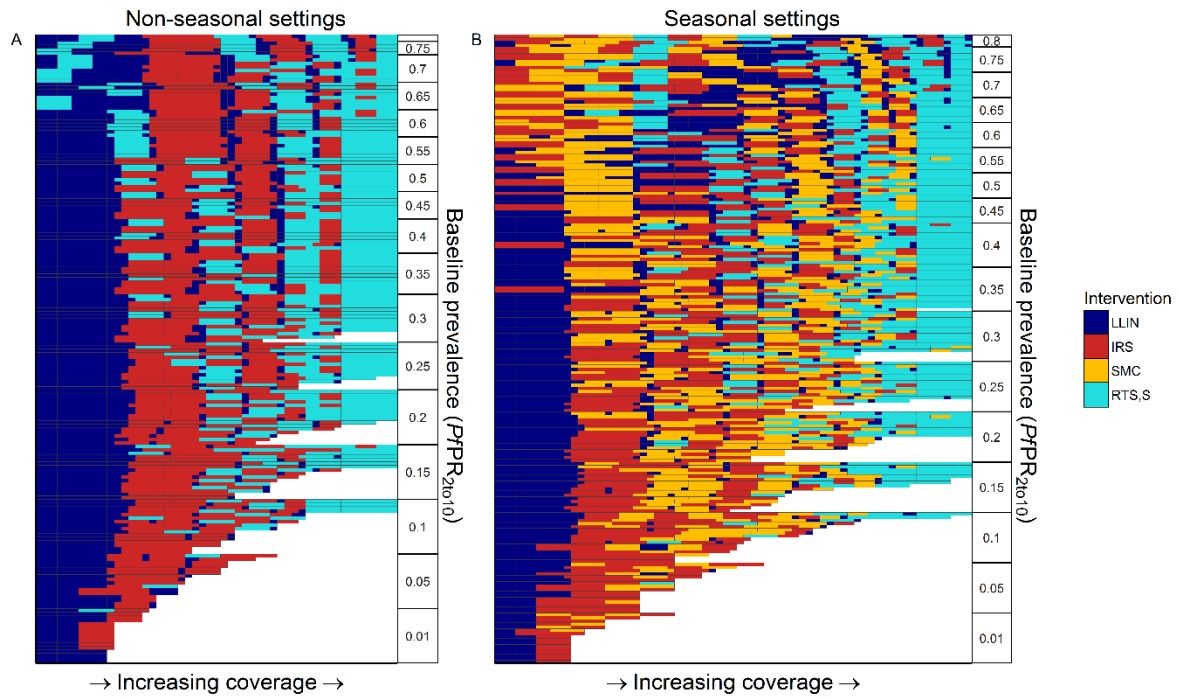 Non-seasonal settings
Seasonal settings
A
0.75
0.7
0.65
0.6
0.55
0.5
0.45
0.4
0.35
0.3
0.25
0.2
0.15
0.1
0.05
0.01
Baseline prevalence (PfPR2to10)
→ Increasing coverage →
B
0.8
0.75
0.7
0.65
0.6
0.55
0.5
0.45
0.4
0.35
0.3
0.25
0.2
0.15
0.1
0.05
0.01
Baseline prevalence (PfPR2to10)
→ Increasing coverage →
Intervention
LLIN
IRS
SMC
RTS,S